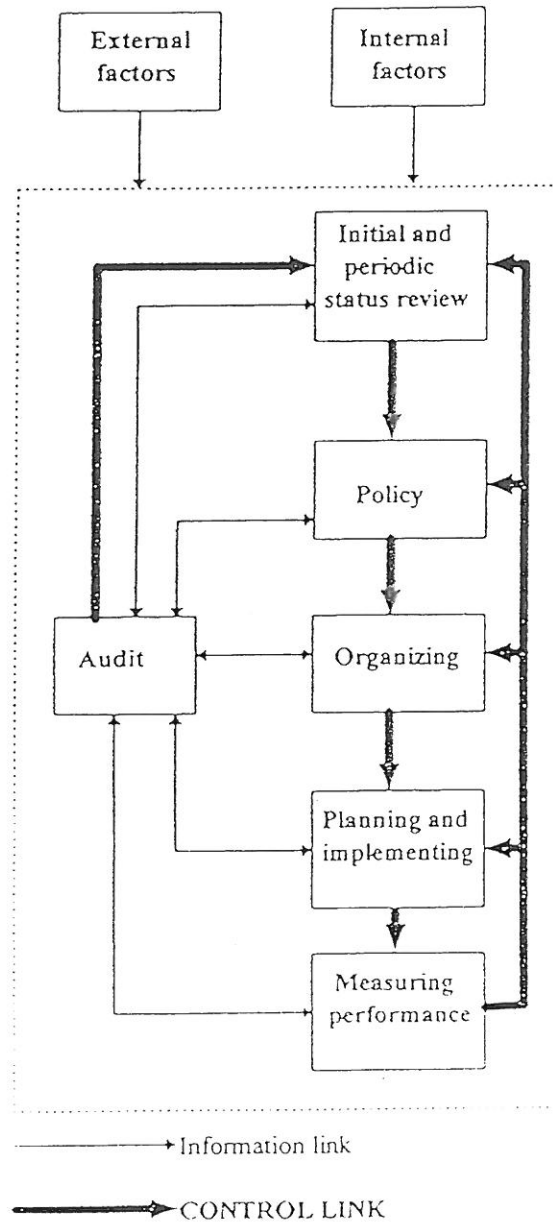 External
factors
Internal
factors
Initial and
periodic
status review
Policy
Audit
Organizing
Planning and
implementing
Measuring
performance
Information link
CONTROL LINK